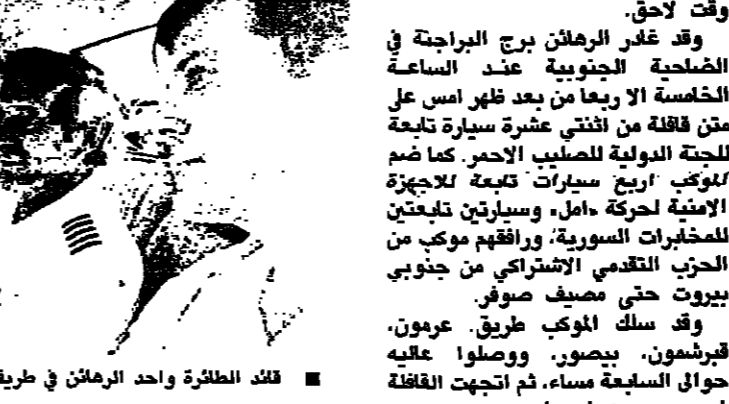 وقت لاحق.
وقد غادر الرهائن برج البراجنة في
الضاحية الجنوبية عند الساعة
الخامسة الا ربعا من بعد ظهر امس على
متن قافلة من اثنتي عشرة سيارة تابعة
للجنة الدولية للصليب الاحمر. كما ضم
الموكب اربع سيارات تابعة للاجهزة
الامنية لحركة «امل» وسيارتين تابعتين
للمخابرات السورية، ورافقهم موكب من
الحزب التقدمي الاشتراكي من جنوبي
بيروت حتى مصيف صوفر.
وقد سلك الموكب طريق. عرمون.
قبرشمون. بيصور. ووصلوا عاليه
حوالى السابعة مساء. ثم اتجهت القافلة
■ قائد الطائرة واحد الرهائن في